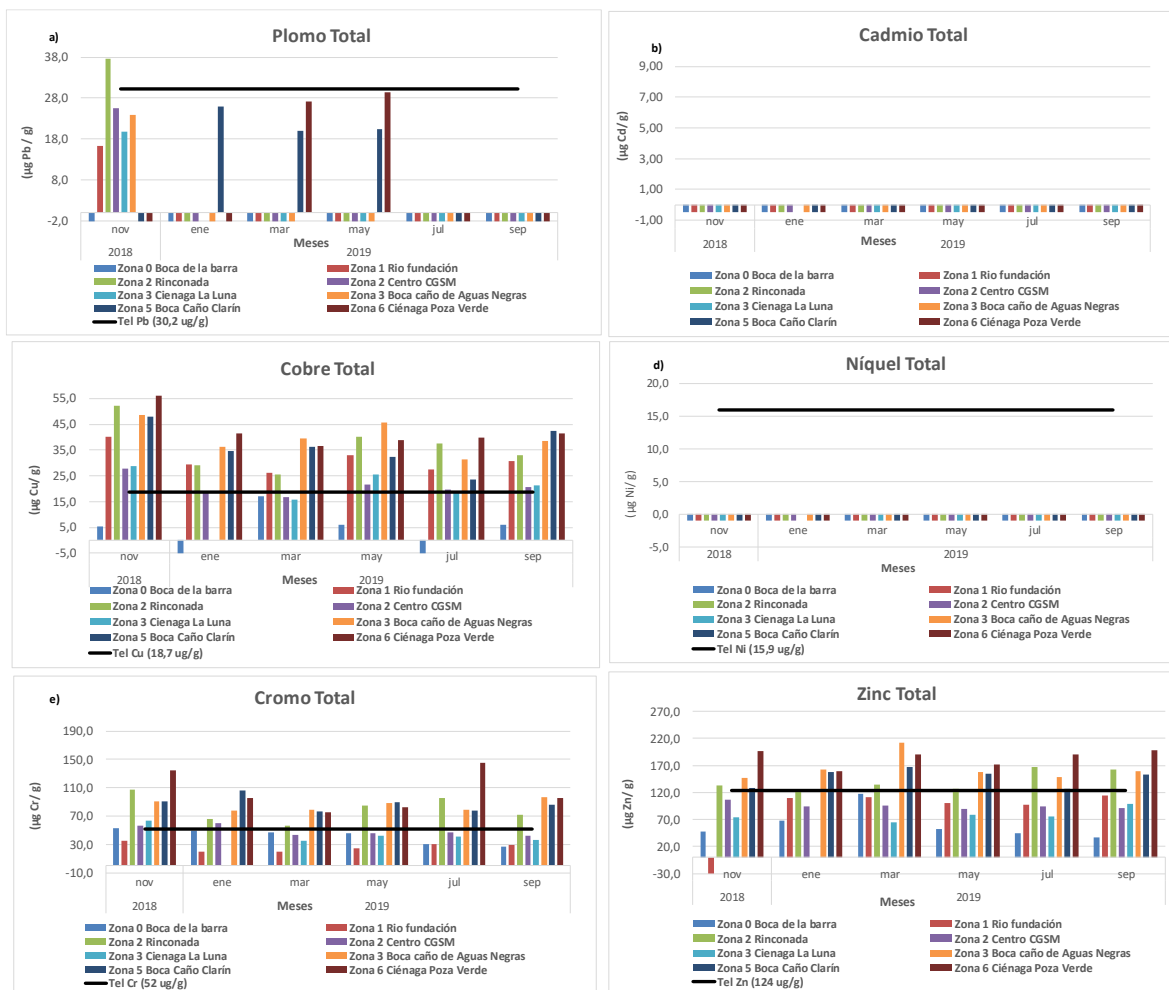 a)
Plomo Total
38,0
28,0
18,0
8,0
-2,0
(µg Pb / g)
nov ene mar may jul sep
Meses
2018 2019
Zona 0 Boca de la barra Zona 1 Rio fundación
Zona 2 Rinconada Zona 2 Centro CGSM
Zona 3 Cienaga La Luna Zona 3 Boca caño de Aguas Negras
Zona 5 Boca Caño Clarín Zona 6 Ciénaga Poza Verde
Tel Pb (30,2 ug/g)
b)
Cadmio Total
9,00
7,00
5,00
3,00
1,00
-1,00
(µg Cd/ g)
nov ene mar may jul sep
Meses
2018 2019
Zona 0 Boca de la barra Zona 1 Rio fundación
Zona 2 Rinconada Zona 2 Centro CGSM
Zona 3 Cienaga La Luna Zona 3 Boca caño de Aguas Negras
Zona 5 Boca Caño Clarín Zona 6 Ciénaga Poza Verde
Cobre Total
55,0
45,0
35,0
25,0
15,0
5,0
-5,0
(µg Cu/ g)
nov ene mar may jul sep
2018 Meses 2019
Zona 0 Boca de la barra Zona 1 Rio fundación
Zona 2 Rinconada Zona 2 Centro CGSM
Zona 3 Cienaga La Luna Zona 3 Boca caño de Aguas Negras
Zona 5 Boca Caño Clarín Zona 6 Ciénaga Poza Verde
Tel Cu (18,7 ug/g)
d)
Níquel Total
20,0
15,0
10,0
5,0
0,0
-5,0
(µg Ni/ g)
nov ene mar may jul sep
2018 2019
Meses
Zona 0 Boca de la barra Zona 1 Rio fundación
Zona 2 Rinconada Zona 2 Centro CGSM
Zona 3 Cienaga La Luna Zona 3 Boca caño de Aguas Negras
Zona 5 Boca Caño Clarín Zona 6 Ciénaga Poza Verde
Tel Ni (15,9 ug/g)
e)
Cromo Total
190,0
150,0
110,0
70,0
30,0
-10,0
(µg Cr/ g)
nov ene mar may jul sep
2018 Meses 2019
Zona 0 Boca de la barra Zona 1 Rio fundación
Zona 2 Rinconada Zona 2 Centro CGSM
Zona 3 Cienaga La Luna Zona 3 Boca caño de Aguas Negras
Zona 5 Boca Caño Clarín Zona 6 Ciénaga Poza Verde
Tel Cr (52 ug/g)
Zinc Total
270,0
220,0
170,0
120,0
70,0
20,0
-30,0
(µg Zn/ g)
nov ene mar may jul sep
2018 Meses 2019
Zona 0 Boca de la barra Zona 1 Rio fundación
Zona 2 Rinconada Zona 2 Centro CGSM
Zona 3 Cienaga La Luna Zona 3 Boca caño de Aguas Negras
Zona 5 Boca Caño Clarín Zona 6 Ciénaga Poza Verde
Tel Zn (124 ug/g)